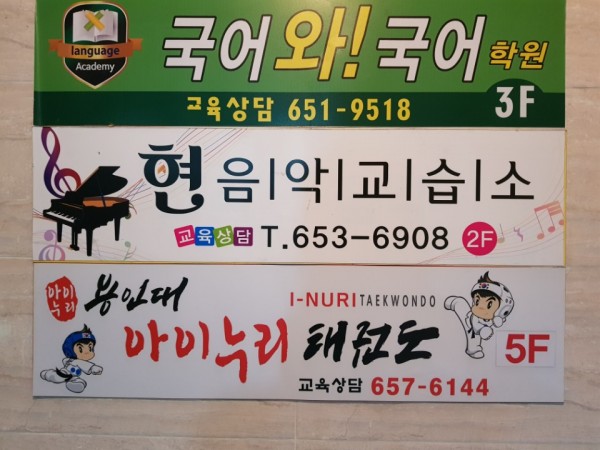 language
Academy
국어와!국어 학원
교육상담 651-9518
3F
현음|악|교|습|소
교육상담 T.653-6908 2F
아이
누리
용인대
I-NURI TAEKWONDO
아이누리 태권도
5F
교육상담 657-6144